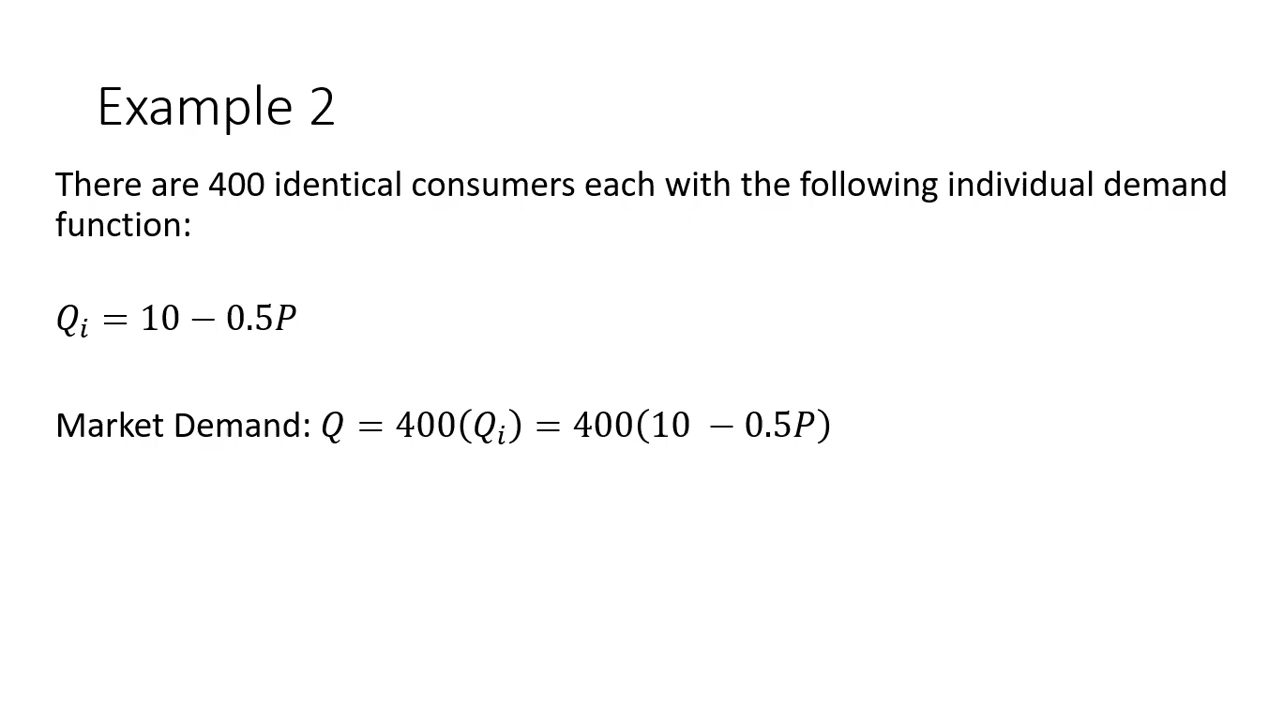 Example 2
There are 400 identical consumers each with the following individual demand
function:
𝑄ᵢ = 10 − 0.5𝑃
Market Demand: 𝑄 = 400(𝑄ᵢ) = 400(10 − 0.5𝑃)